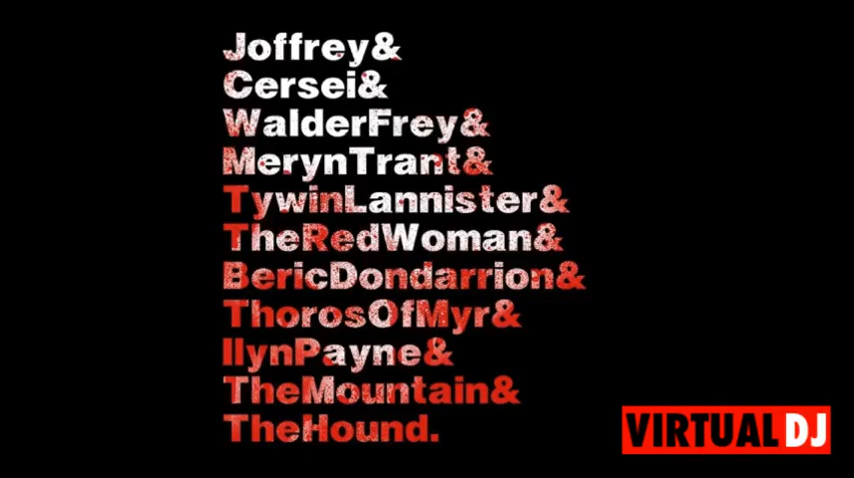 Joffrey&
Cersei&
WalderFrey&
MerynTrant&
TywinLannister&
TheRedWoman&
BericDondarrion&
ThorosOfMyr&
IlynPayne&
TheMountain&
TheHound.
VIRTUAL DJ